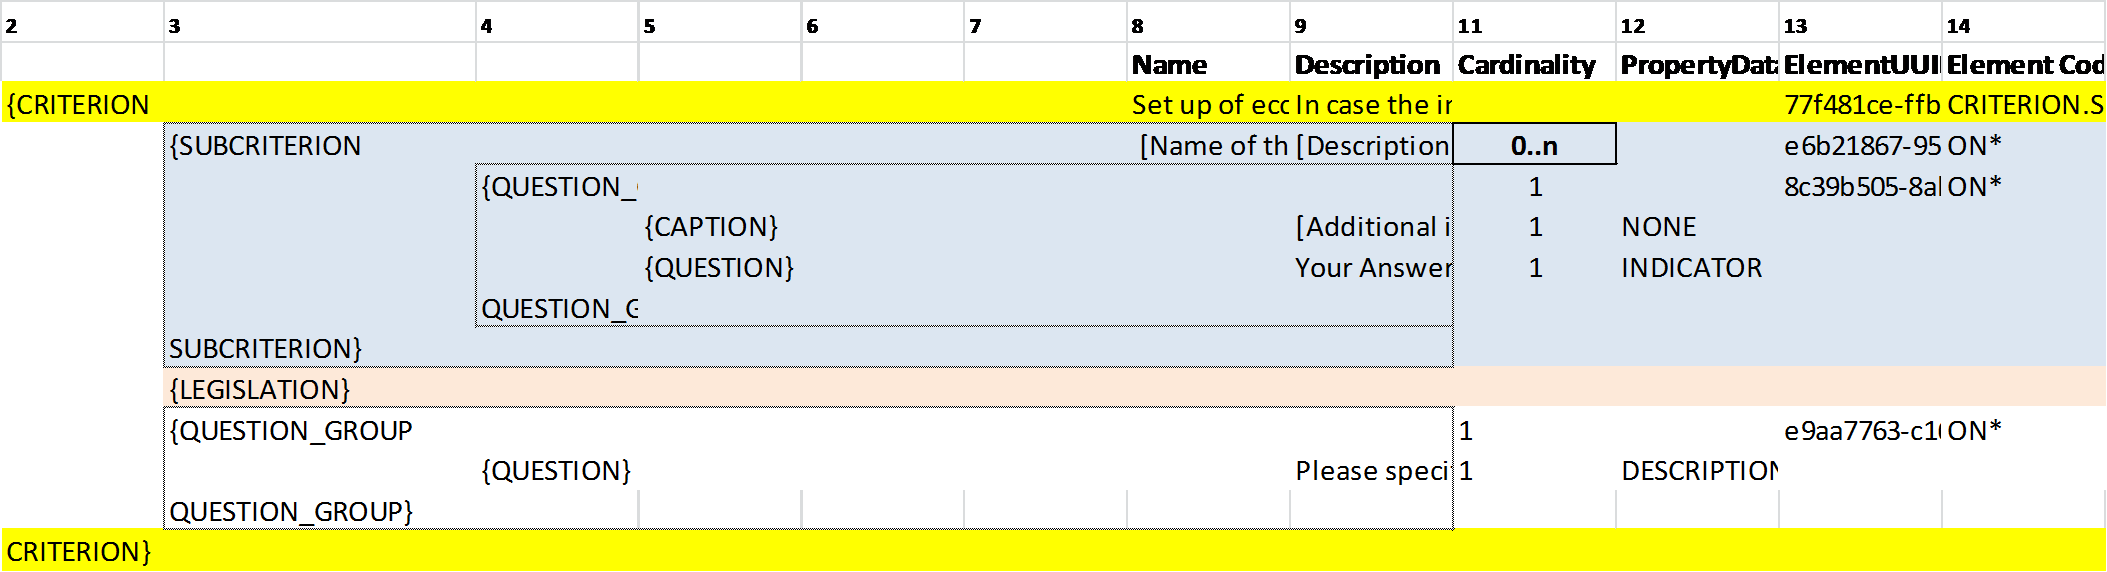 2 3 4 5 6 7 8 9 11 12 13 14
Name Description Cardinality PropertyData ElementUUI Element Cod
{CRITERION Set up of ecc In case the ir 77f481ce-ffb CRITERION.S
{SUBCRITERION [Name of th [Description 0..n e6b21867-95 ON*
{QUESTION_ 1 8c39b505-8al ON*
{CAPTION} [Additional i 1 NONE
{QUESTION} Your Answer 1 INDICATOR
QUESTION_G
SUBCRITERION}
{LEGISLATION}
{QUESTION_GROUP 1 e9aa7763-c1 ON*
{QUESTION} Please speci 1 DESCRIPTION
QUESTION_GROUP}
CRITERION}